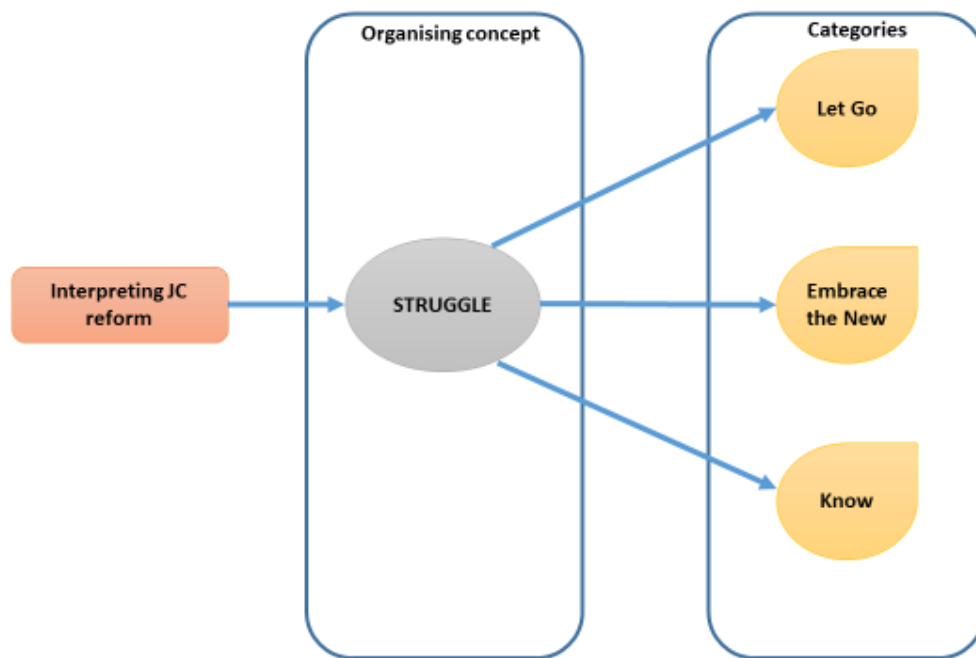 Organising concept
Categories
Let Go
Interpreting JC
reform
STRUGGLE
Embrace
the New
Know